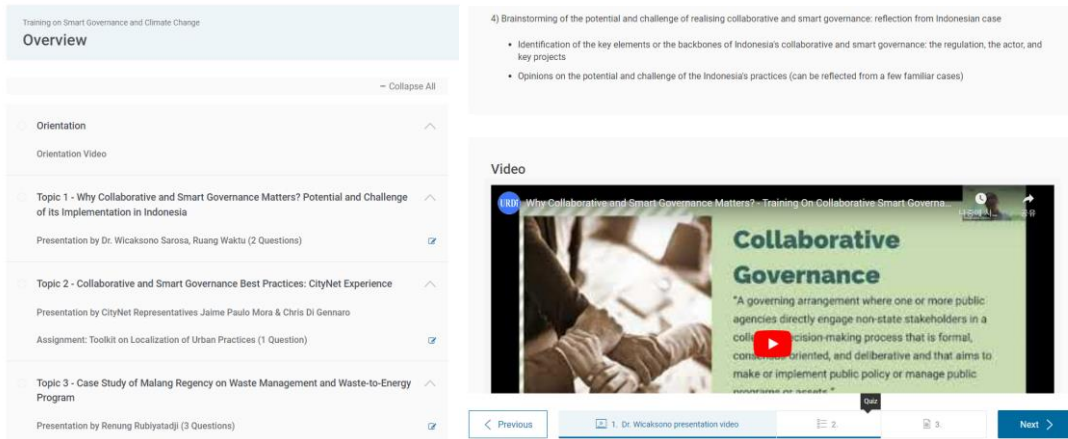 Training on Smart Governance and Climate Change
Overview
− Collapse All
Orientation
Orientation Video
Topic 1 - Why Collaborative and Smart Governance Matters? Potential and Challenge
of its Implementation in Indonesia
Presentation by Dr. Wicaksono Sarosa, Ruang Waktu (2 Questions)
Topic 2 - Collaborative and Smart Governance Best Practices: CityNet Experience
Presentation by CityNet Representatives Jaime Paulo Mora & Chris Di Gennaro
Assignment: Toolkit on Localization of Urban Practices (1 Question)
Topic 3 - Case Study of Malang Regency on Waste Management and Waste-to-Energy
Program
Presentation by Renung Rubiyatadji (3 Questions)
4) Brainstorming of the potential and challenge of realising collaborative and smart governance: reflection from Indonesian case
• Identification of the key elements or the backbones of Indonesia's collaborative and smart governance: the regulation, the actor, and
key projects
• Opinions on the potential and challenge of the Indonesia's practices (can be reflected from a few familiar cases)
Video
URDI Why Collaborative and Smart Governance Matters? - Training On Collaborative Smart Governa...
공유
Collaborative
Governance
"A governing arrangement where one or more public
agencies directly engage non-state stakeholders in a
decision-making process that is formal,
oriented, and deliberative and that aims to
make or implement public policy or manage public
programs or assets."
Quiz
Previous
1. Dr. Wicaksono presentation video
2.
3.
Next